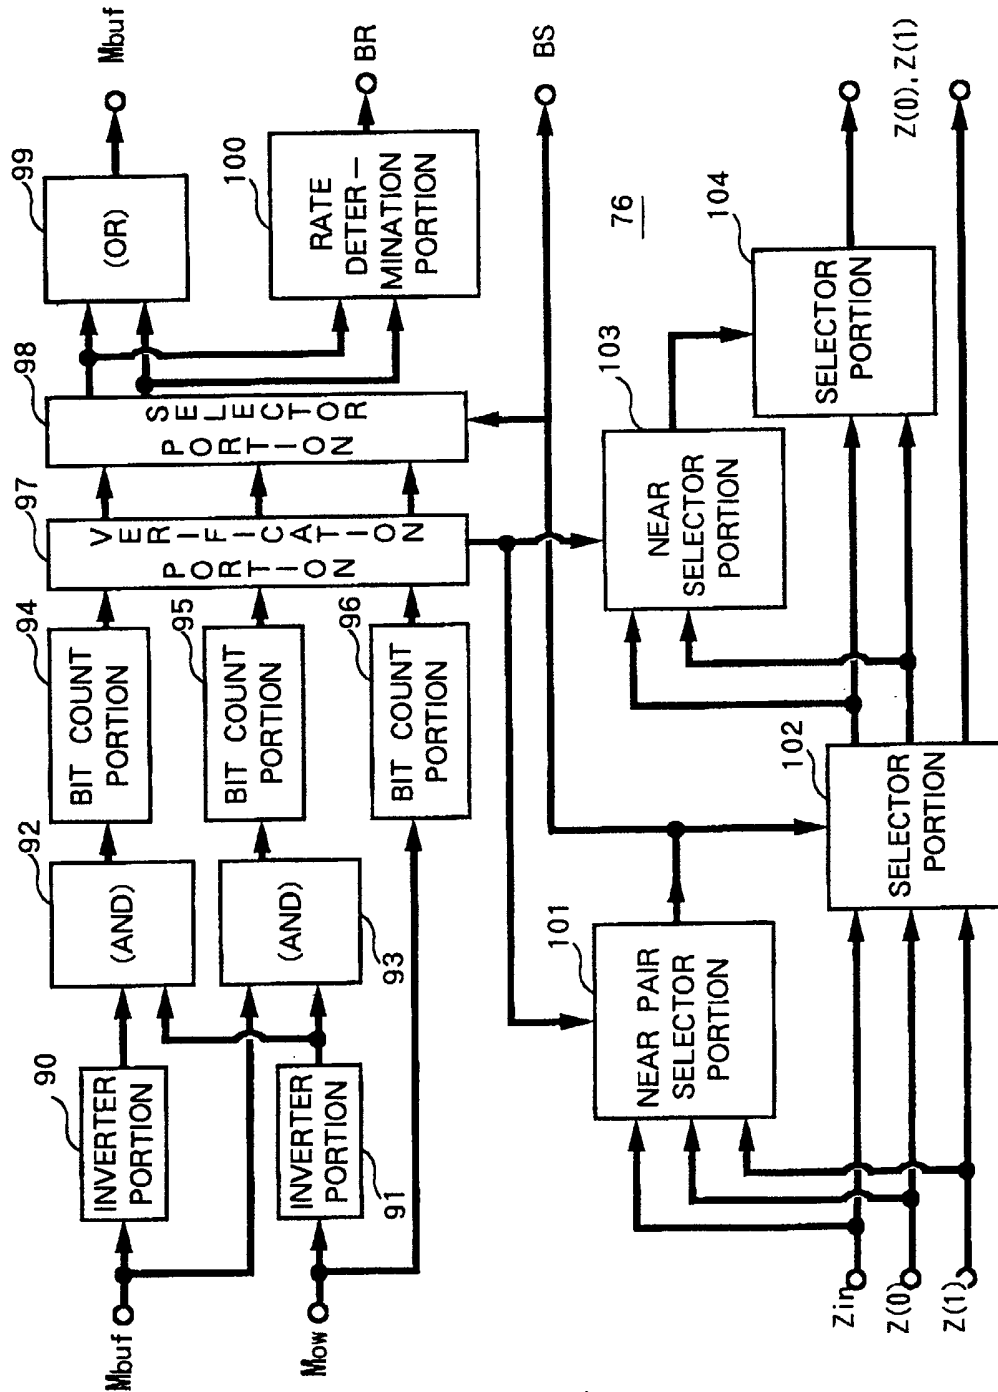 Mbuf
90
INVERTER
PORTION
92
(AND)
94
BIT COUNT
PORTION
97
VERIFICATION
PORTION
98
SELECTOR
PORTION
99
(OR)
Mbuf
Mow
INVERTER
PORTION
91
(AND)
93
95
BIT COUNT
PORTION
96
BIT COUNT
PORTION
100
RATE
DETER-
MINATION
PORTION
BR
BS
101
NEAR PAIR
SELECTOR
PORTION
103
NEAR
SELECTOR
PORTION
76
Zin
Z(0)
Z(1)
102
SELECTOR
PORTION
104
SELECTOR
PORTION
Z(0), Z(1)